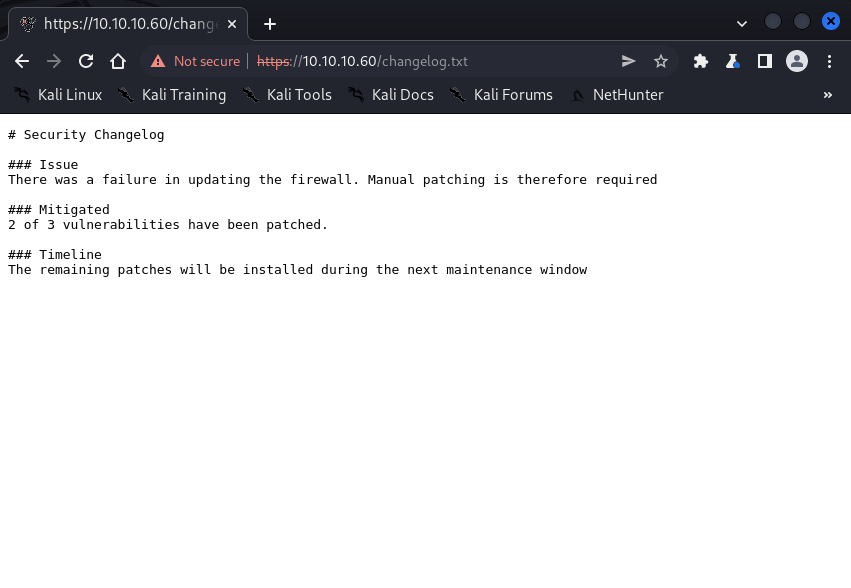 https://10.10.10.60/chang
Not secure
https://10.10.10.60/changelog.txt
Kali Linux
Kali Training
Kali Tools
Kali Docs
Kali Forums
NetHunter
»
# Security Changelog
### Issue
There was a failure in updating the firewall. Manual patching is therefore required
### Mitigated
2 of 3 vulnerabilities have been patched.
### Timeline
The remaining patches will be installed during the next maintenance window